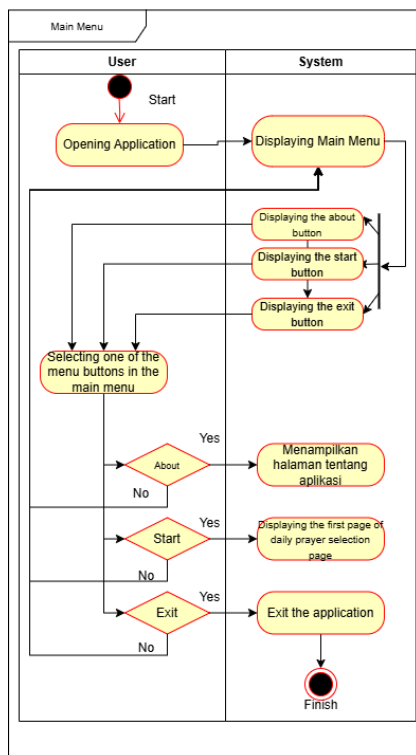 Main Menu
User
System
Start
Opening Application
Displaying Main Menu
Displaying the about
button
Displaying the start
button
Displaying the exit
button
Selecting one of the
menu buttons in the
main menu
Yes
About
Menampilkan
halaman tentang
aplikasi
No
Yes
Start
Displaying the first page of
daily prayer selection
page
No
Yes
Exit
Exit the application
No
Finish